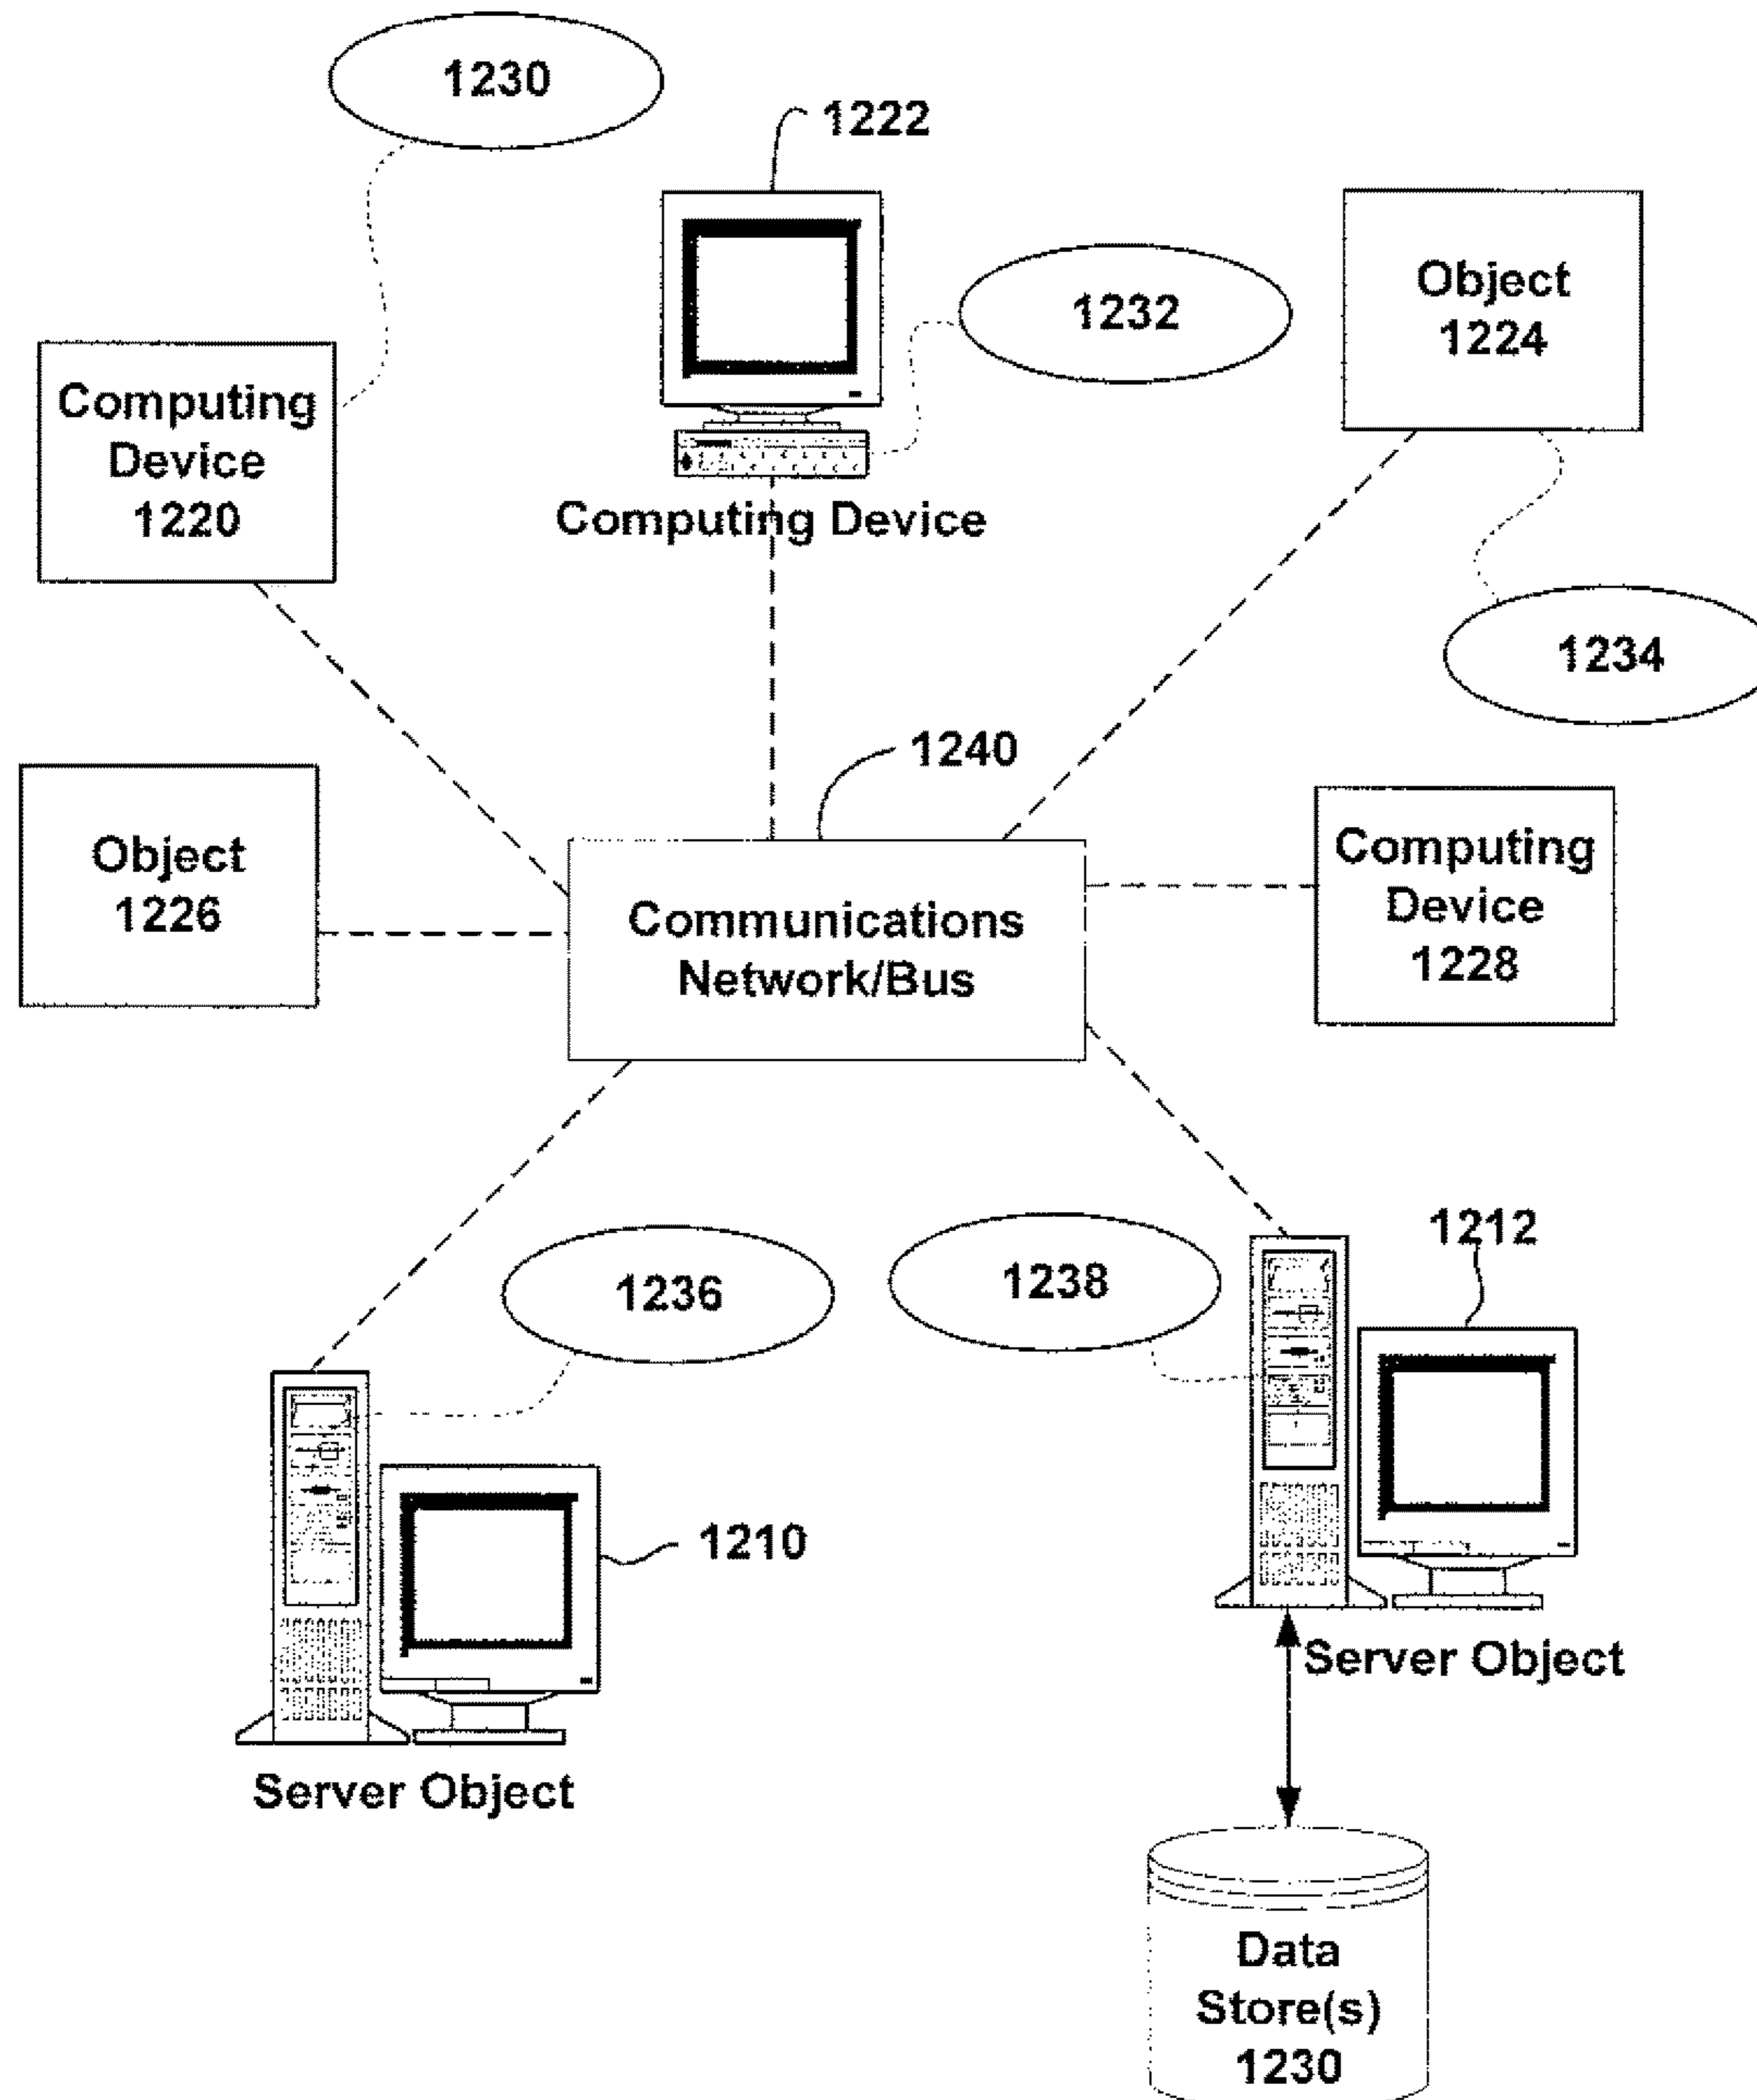 1230
1222
1232
Object
1224
Computing
Device
1220
Computing Device
1234
1240
Object
1226
Communications
Network/Bus
Computing
Device
1228
1236
1238
1212
1210
Server Object
Server Object
Data
Store(s)
1230